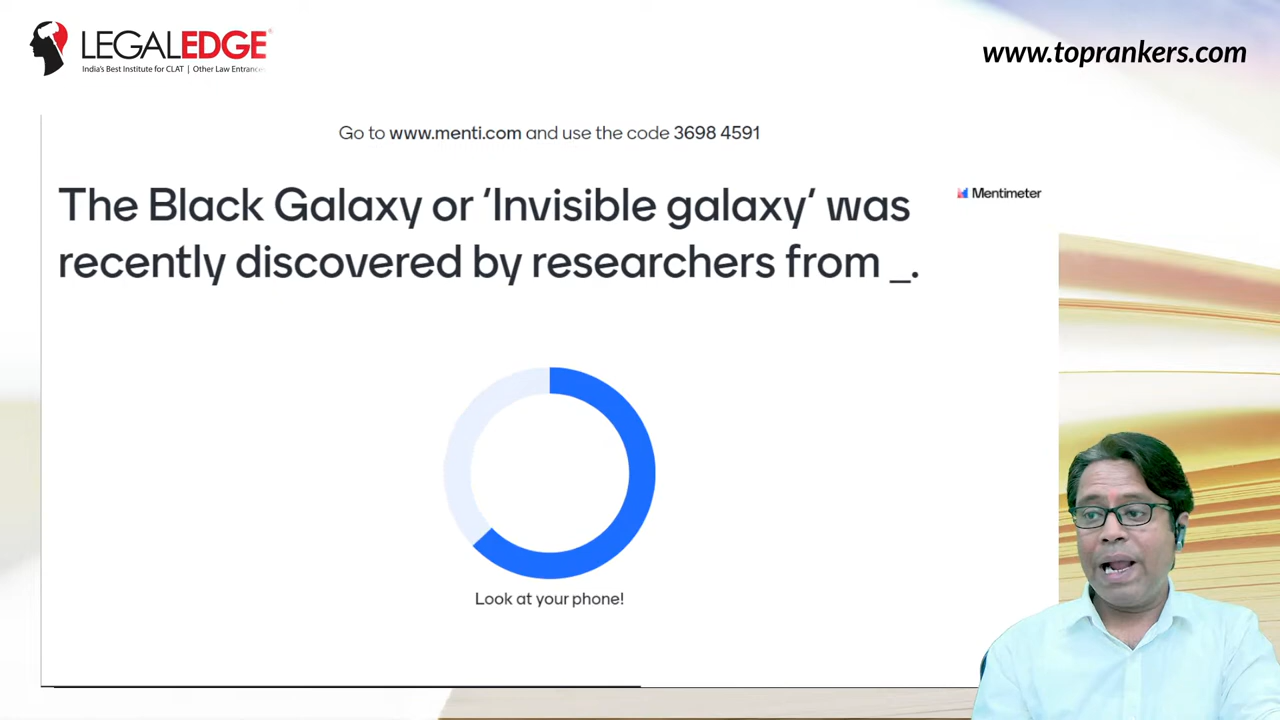 LEGALEDGE
India's Best Institute for CLAT | Other Law Entrances
www.toprankers.com
Go to www.menti.com and use the code 3698 4591
The Black Galaxy or ‘Invisible galaxy‘ was
recently discovered by researchers from _.
Mentimeter
Look at your phone!